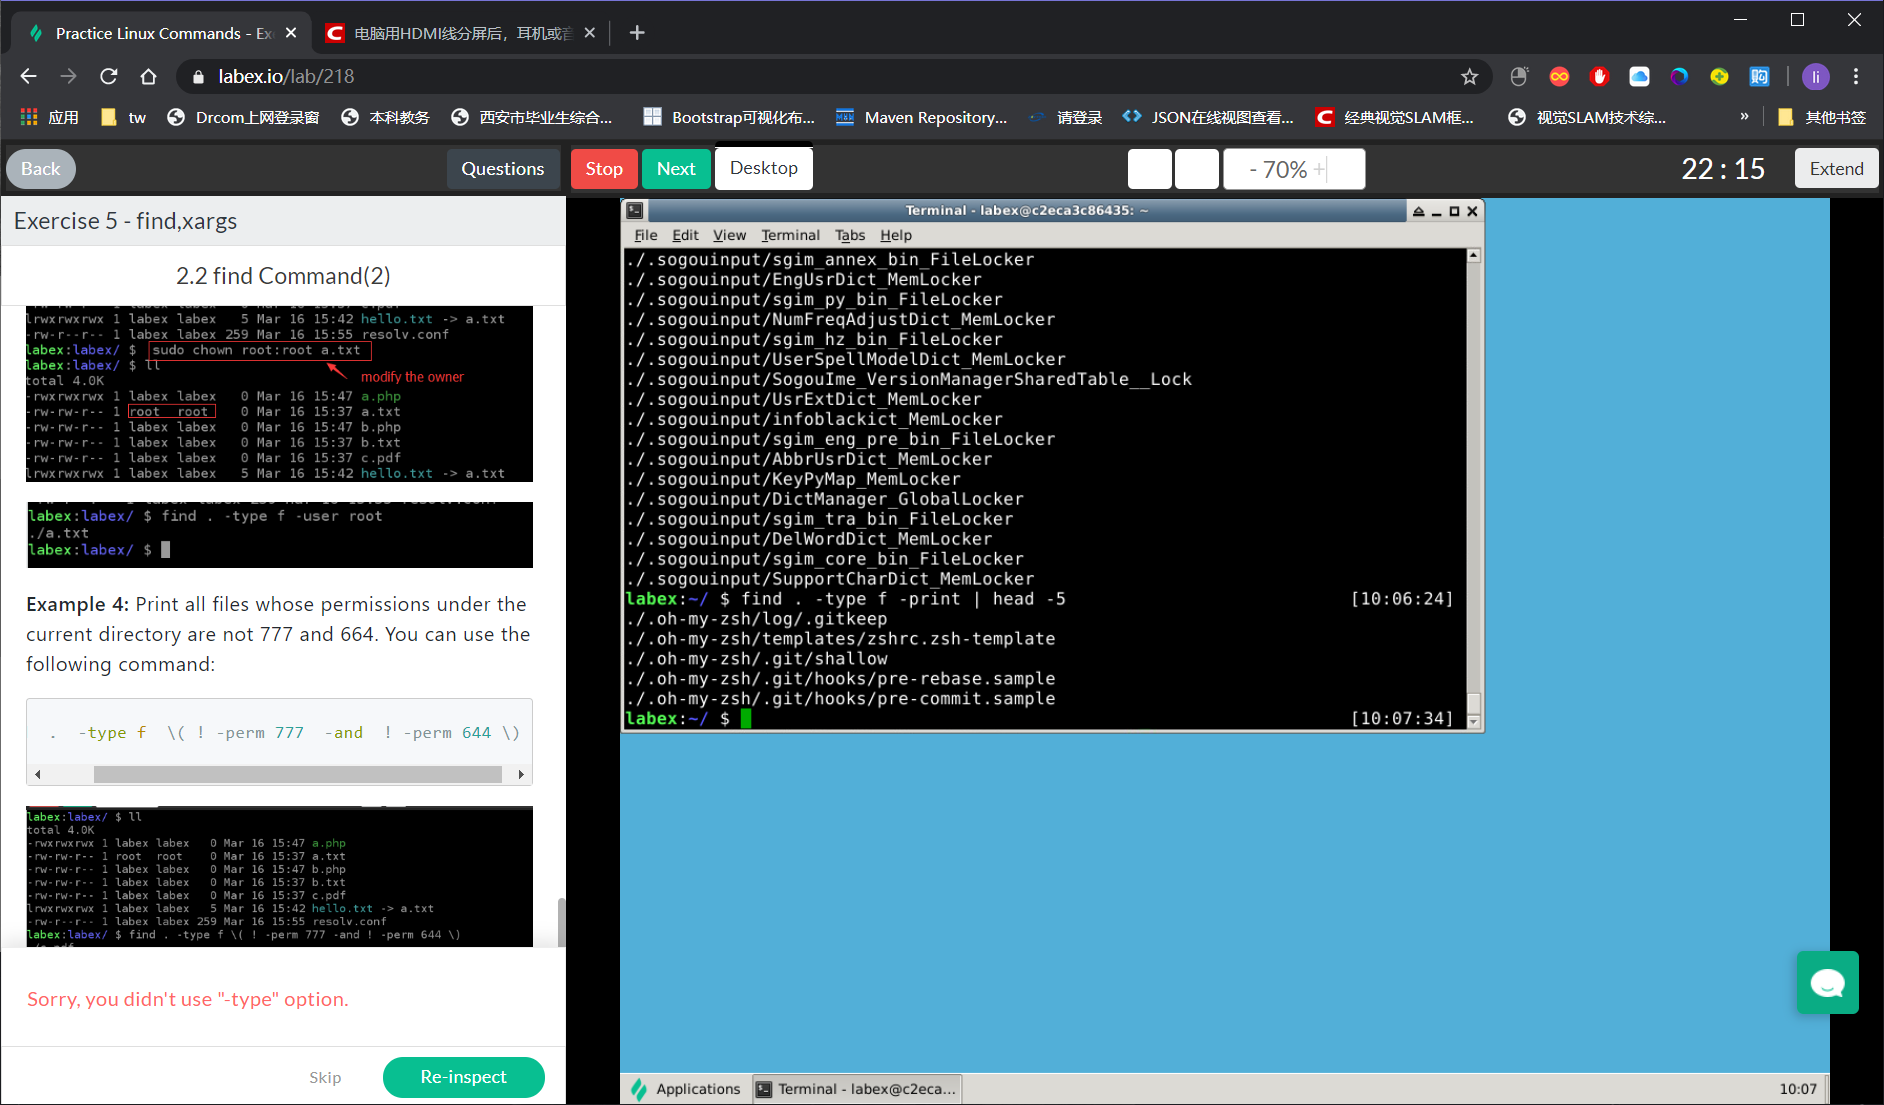 Practice Linux Commands - Exe
电脑用HDMI线分屏后，耳机或音
labex.io/lab/218
li
应用
tw
Drcom上网登录窗
本科教务
西安市毕业生综合...
Bootstrap可视化布...
Maven Repository...
请登录
JSON在线视图查看...
经典视觉SLAM框...
视觉SLAM技术综...
»
其他书签
Back
Questions
Stop
Next
Desktop
- 70% +
22 : 15
Extend
Exercise 5 - find,xargs
2.2 find Command(2)
lrwxrwxrwx 1 labex labex 5 Mar 16 15:42 hello.txt -> a.txt
-rw-r--r-- 1 labex labex 259 Mar 16 15:55 resolv.conf
labex:labex/ $ sudo chown root:root a.txt
labex:labex/ $ ll
modify the owner
total 4.0K
-rwxrwxrwx 1 labex labex 0 Mar 16 15:47 a.php
-rw-rw-r-- 1 root root 0 Mar 16 15:37 a.txt
-rw-rw-r-- 1 labex labex 0 Mar 16 15:47 b.php
-rw-rw-r-- 1 labex labex 0 Mar 16 15:37 b.txt
-rw-rw-r-- 1 labex labex 0 Mar 16 15:37 c.pdf
lrwxrwxrwx 1 labex labex 5 Mar 16 15:42 hello.txt -> a.txt
labex:labex/ $ find . -type f -user root
./a.txt
labex:labex/ $
Example 4: Print all files whose permissions under the
current directory are not 777 and 664. You can use the
following command:
. -type f \( ! -perm 777 -and ! -perm 644 \)
labex:labex/ $ ll
total 4.0K
-rwxrwxrwx 1 labex labex 0 Mar 16 15:47 a.php
-rw-rw-r-- 1 root root 0 Mar 16 15:37 a.txt
-rw-rw-r-- 1 labex labex 0 Mar 16 15:47 b.php
-rw-rw-r-- 1 labex labex 0 Mar 16 15:37 b.txt
-rw-rw-r-- 1 labex labex 0 Mar 16 15:37 c.pdf
lrwxrwxrwx 1 labex labex 5 Mar 16 15:42 hello.txt -> a.txt
-rw-r--r-- 1 labex labex 259 Mar 16 15:55 resolv.conf
labex:labex/ $ find . -type f \( ! -perm 777 -and ! -perm 644 \)
Sorry, you didn't use "-type" option.
Skip
Re-inspect
Terminal - labex@c2eca3c86435: ~
File Edit View Terminal Tabs Help
./.sogouinput/sgim_annex_bin_FileLocker
./.sogouinput/EngUsrDict_MemLocker
./.sogouinput/sgim_py_bin_FileLocker
./.sogouinput/NumFreqAdjustDict_MemLocker
./.sogouinput/sgim_hz_bin_FileLocker
./.sogouinput/UserSpellModelDict_MemLocker
./.sogouinput/SogouIme_VersionManagerSharedTable__Lock
./.sogouinput/UsrExtDict_MemLocker
./.sogouinput/infoblackict_MemLocker
./.sogouinput/sgim_eng_pre_bin_FileLocker
./.sogouinput/AbbrUsrDict_MemLocker
./.sogouinput/KeyPyMap_MemLocker
./.sogouinput/DictManager_GlobalLocker
./.sogouinput/sgim_tra_bin_FileLocker
./.sogouinput/DelWordDict_MemLocker
./.sogouinput/sgim_core_bin_FileLocker
./.sogouinput/SupportCharDict_MemLocker
labex:~/ $ find . -type f -print | head -5 [10:06:24]
./.oh-my-zsh/log/.gitkeep
./.oh-my-zsh/templates/zshrc.zsh-template
./.oh-my-zsh/.git/shallow
./.oh-my-zsh/.git/hooks/pre-rebase.sample
./.oh-my-zsh/.git/hooks/pre-commit.sample
labex:~/ $ [10:07:34]
Applications
Terminal - labex@c2eca...
10:07